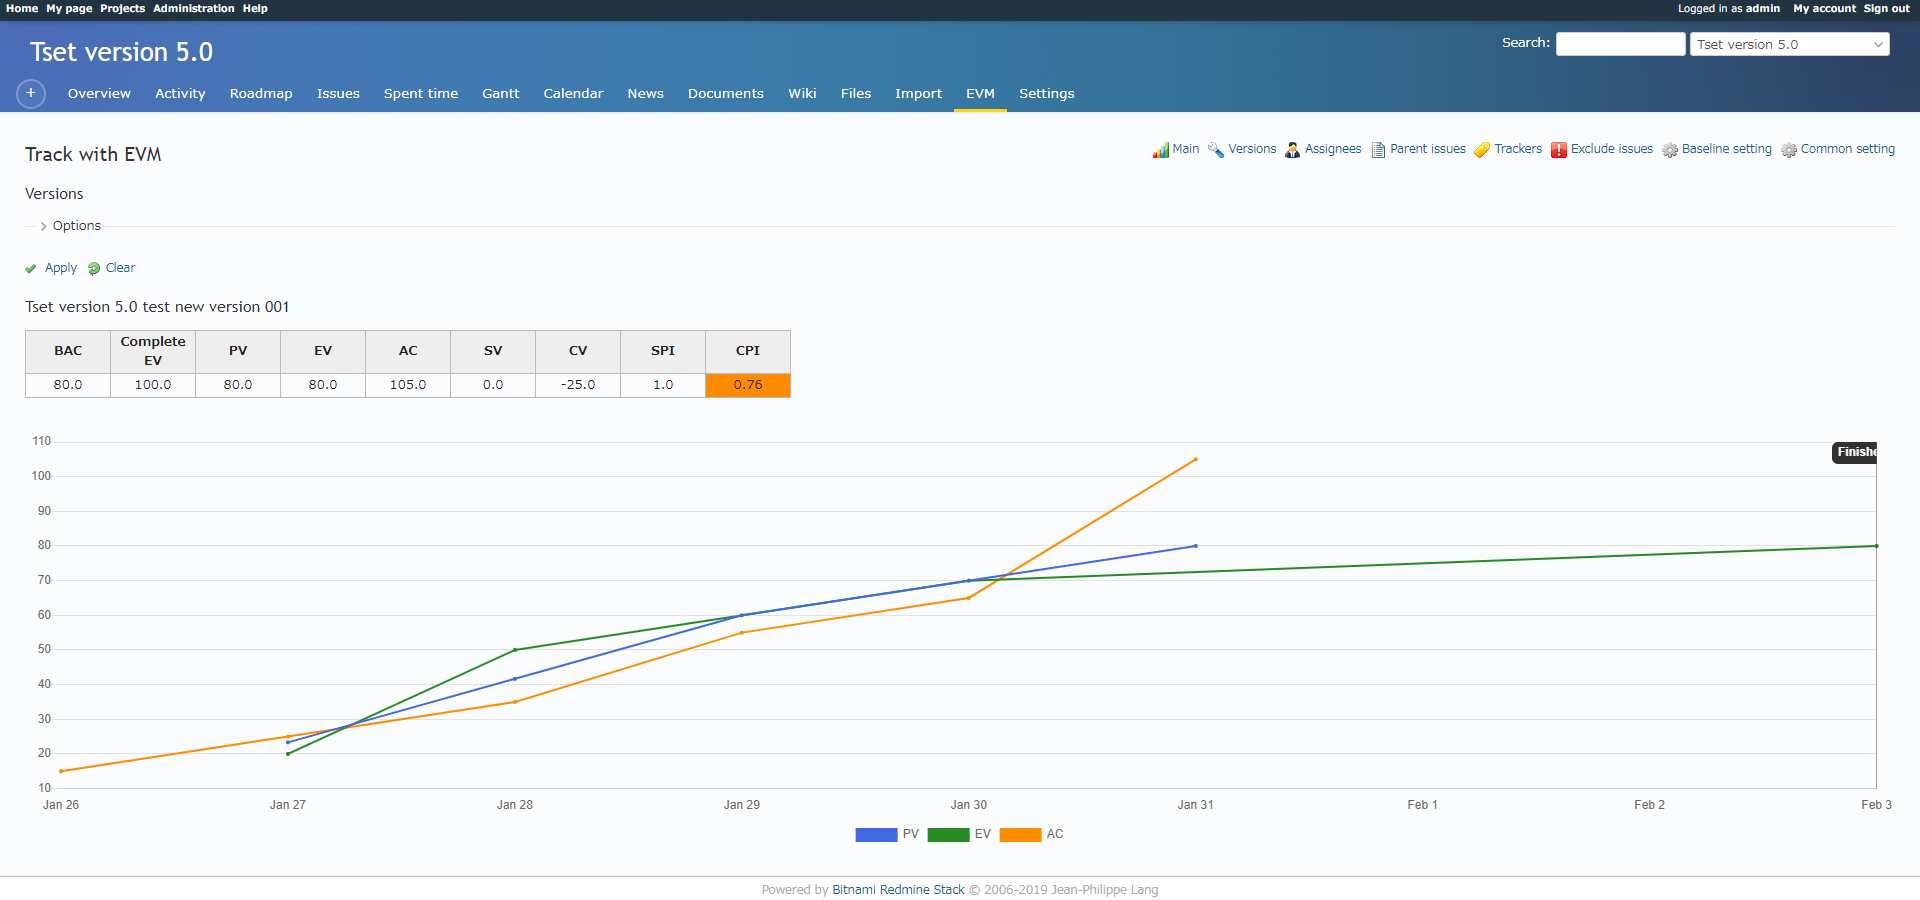 Home My page Projects Administration Help
Logged in as admin My account Sign out
Tset version 5.0
Search: Tset version 5.0
+ Overview Activity Roadmap Issues Spent time Gantt Calendar News Documents Wiki Files Import EVM Settings
Track with EVM
Main Versions Assignees Parent issues Trackers Exclude issues Baseline setting Common setting
Versions
Options
Apply Clear
Tset version 5.0 test new version 001
BAC Complete EV PV EV AC SV CV SPI CPI
80.0 100.0 80.0 80.0 105.0 0.0 -25.0 1.0 0.76
110
Finishe
100
90
80
70
60
50
40
30
20
10
Jan 26 Jan 27 Jan 28 Jan 29 Jan 30 Jan 31 Feb 1 Feb 2 Feb 3
PV EV AC
Powered by Bitnami Redmine Stack © 2006-2019 Jean-Philippe Lang